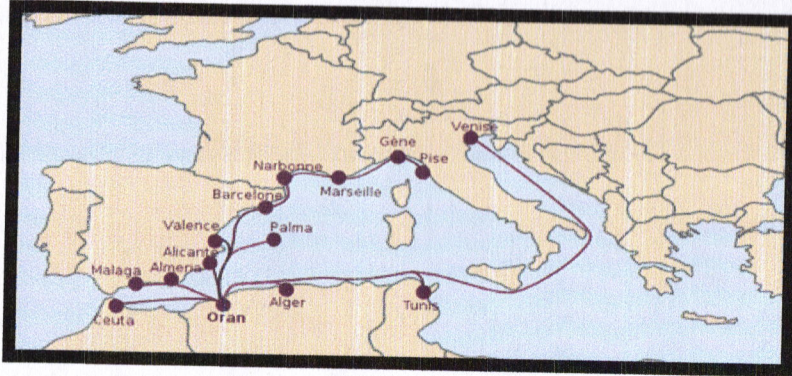 Venise
Gène
Pise
Narbonne
Marseille
Barcelone
Valence
Palma
Alicante
Malaga
Almeria
Alger
Tunis
Ceuta
Oran